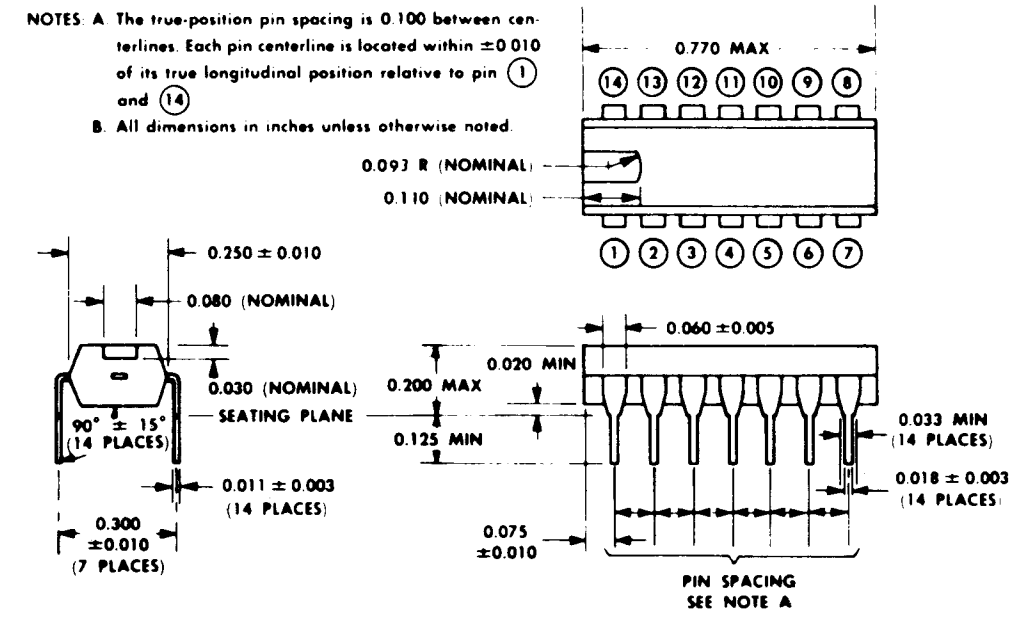 NOTES: A. The true-position pin spacing is 0.100 between cen-
terlines. Each pin centerline is located within ±0.010
of its true longitudinal position relative to pin 1
and 14
B. All dimensions in inches unless otherwise noted.
0.770 MAX
14 13 12 11 10 9 8
0.093 R (NOMINAL)
0.110 (NOMINAL)
1 2 3 4 5 6 7
0.250 ± 0.010
0.080 (NOMINAL)
0.030 (NOMINAL)
SEATING PLANE
90° ± 15°
(14 PLACES)
0.011 ± 0.003
(14 PLACES)
0.300
±0.010
(7 PLACES)
0.060 ±0.005
0.020 MIN
0.200 MAX
0.125 MIN
0.033 MIN
(14 PLACES)
0.018 ± 0.003
(14 PLACES)
0.075
±0.010
PIN SPACING
SEE NOTE A